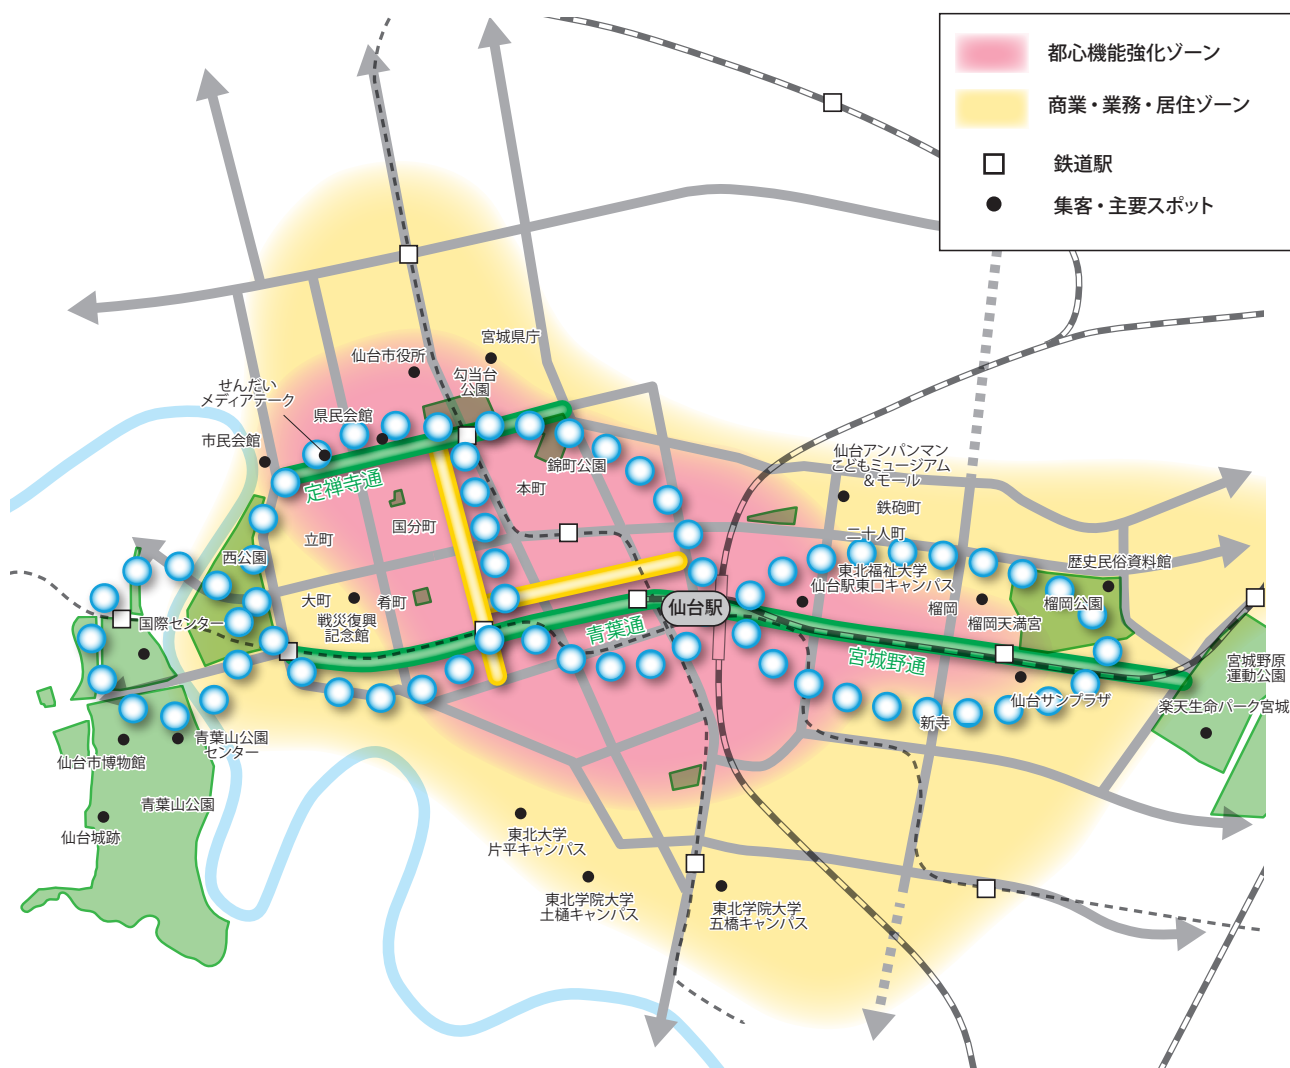 都心機能強化ゾーン
商業・業務・居住ゾーン
鉄道駅
集客・主要スポット
宮城県庁
仙台市役所
勾当台
公園
せんだい
メディアテーク
県民会館
市民会館
定禅寺通
錦町公園
本町
国分町
立町
西公園
仙台アンパンマン
こどもミュージアム
&モール
鉄砲町
二十人町
東北福祉大学
仙台駅東口キャンパス
歴史民俗資料館
榴岡
榴岡公園
榴岡天満宮
大町
肴町
戦災復興
記念館
仙台駅
青葉通
宮城野通
国際センター
宮城野原
運動公園
仙台サンプラザ
楽天生命パーク宮城
新寺
青葉山公園
センター
仙台市博物館
青葉山公園
仙台城跡
東北大学
片平キャンパス
東北学院大学
土樋キャンパス
東北学院大学
五橋キャンパス